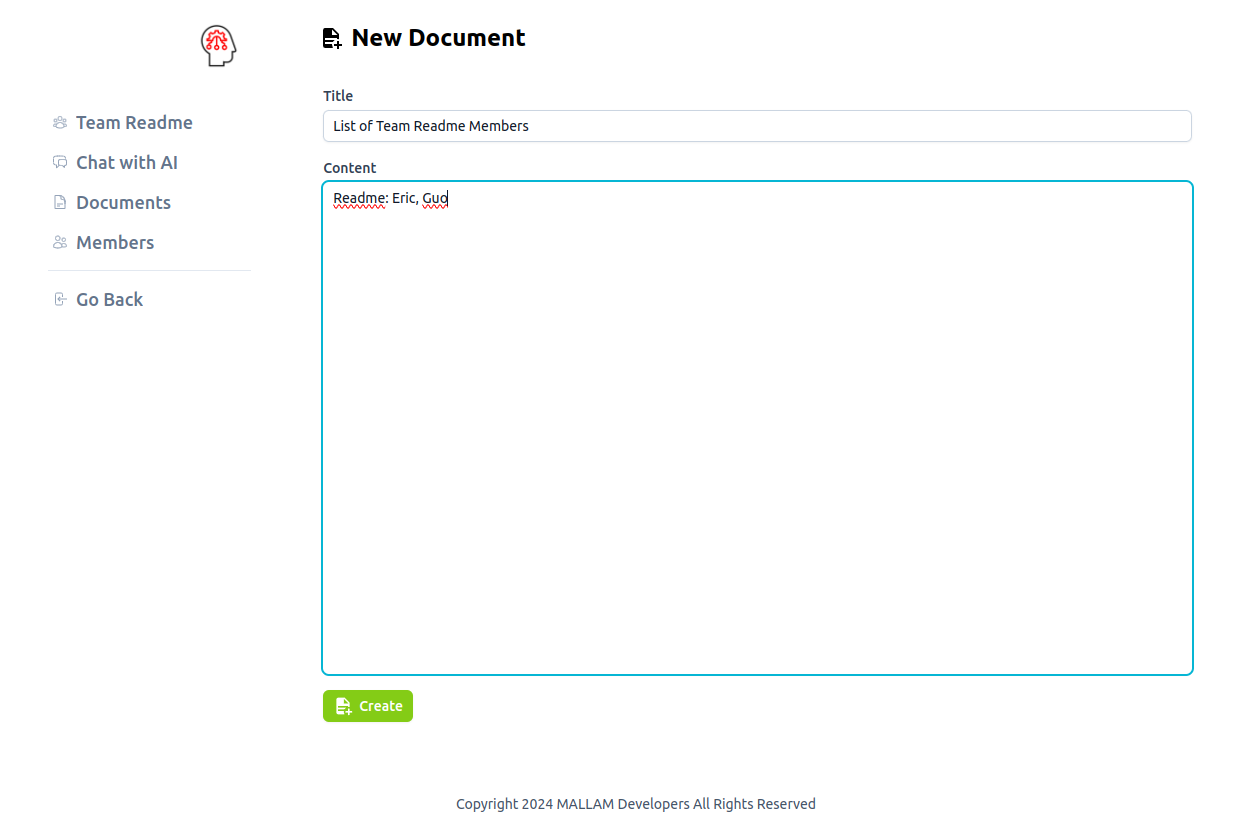 New Document
Team Readme
Chat with AI
Documents
Members
Go Back
Title
List of Team Readme Members
Content
Readme: Eric, Guo
Create
Copyright 2024 MALLAM Developers All Rights Reserved